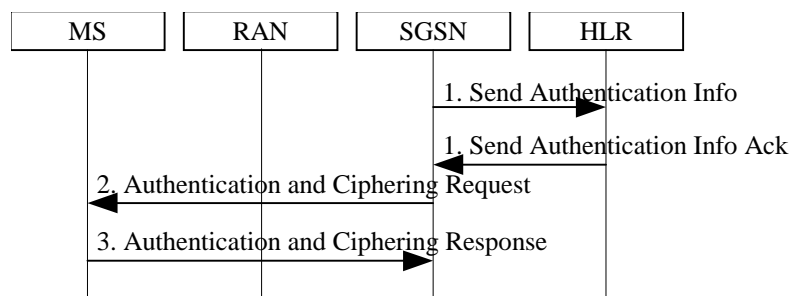 MS RAN SGSN HLR
1. Send Authentication Info
1. Send Authentication Info Ack
2. Authentication and Ciphering Request
3. Authentication and Ciphering Response